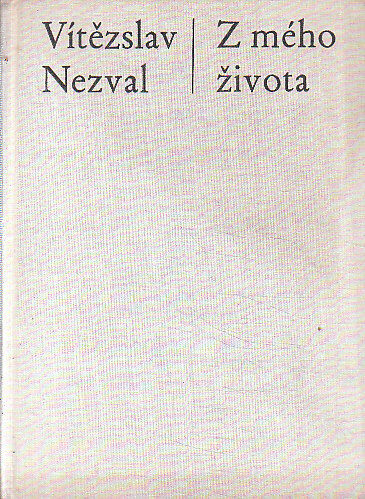 Vítězslav
Nezval
Z mého
života